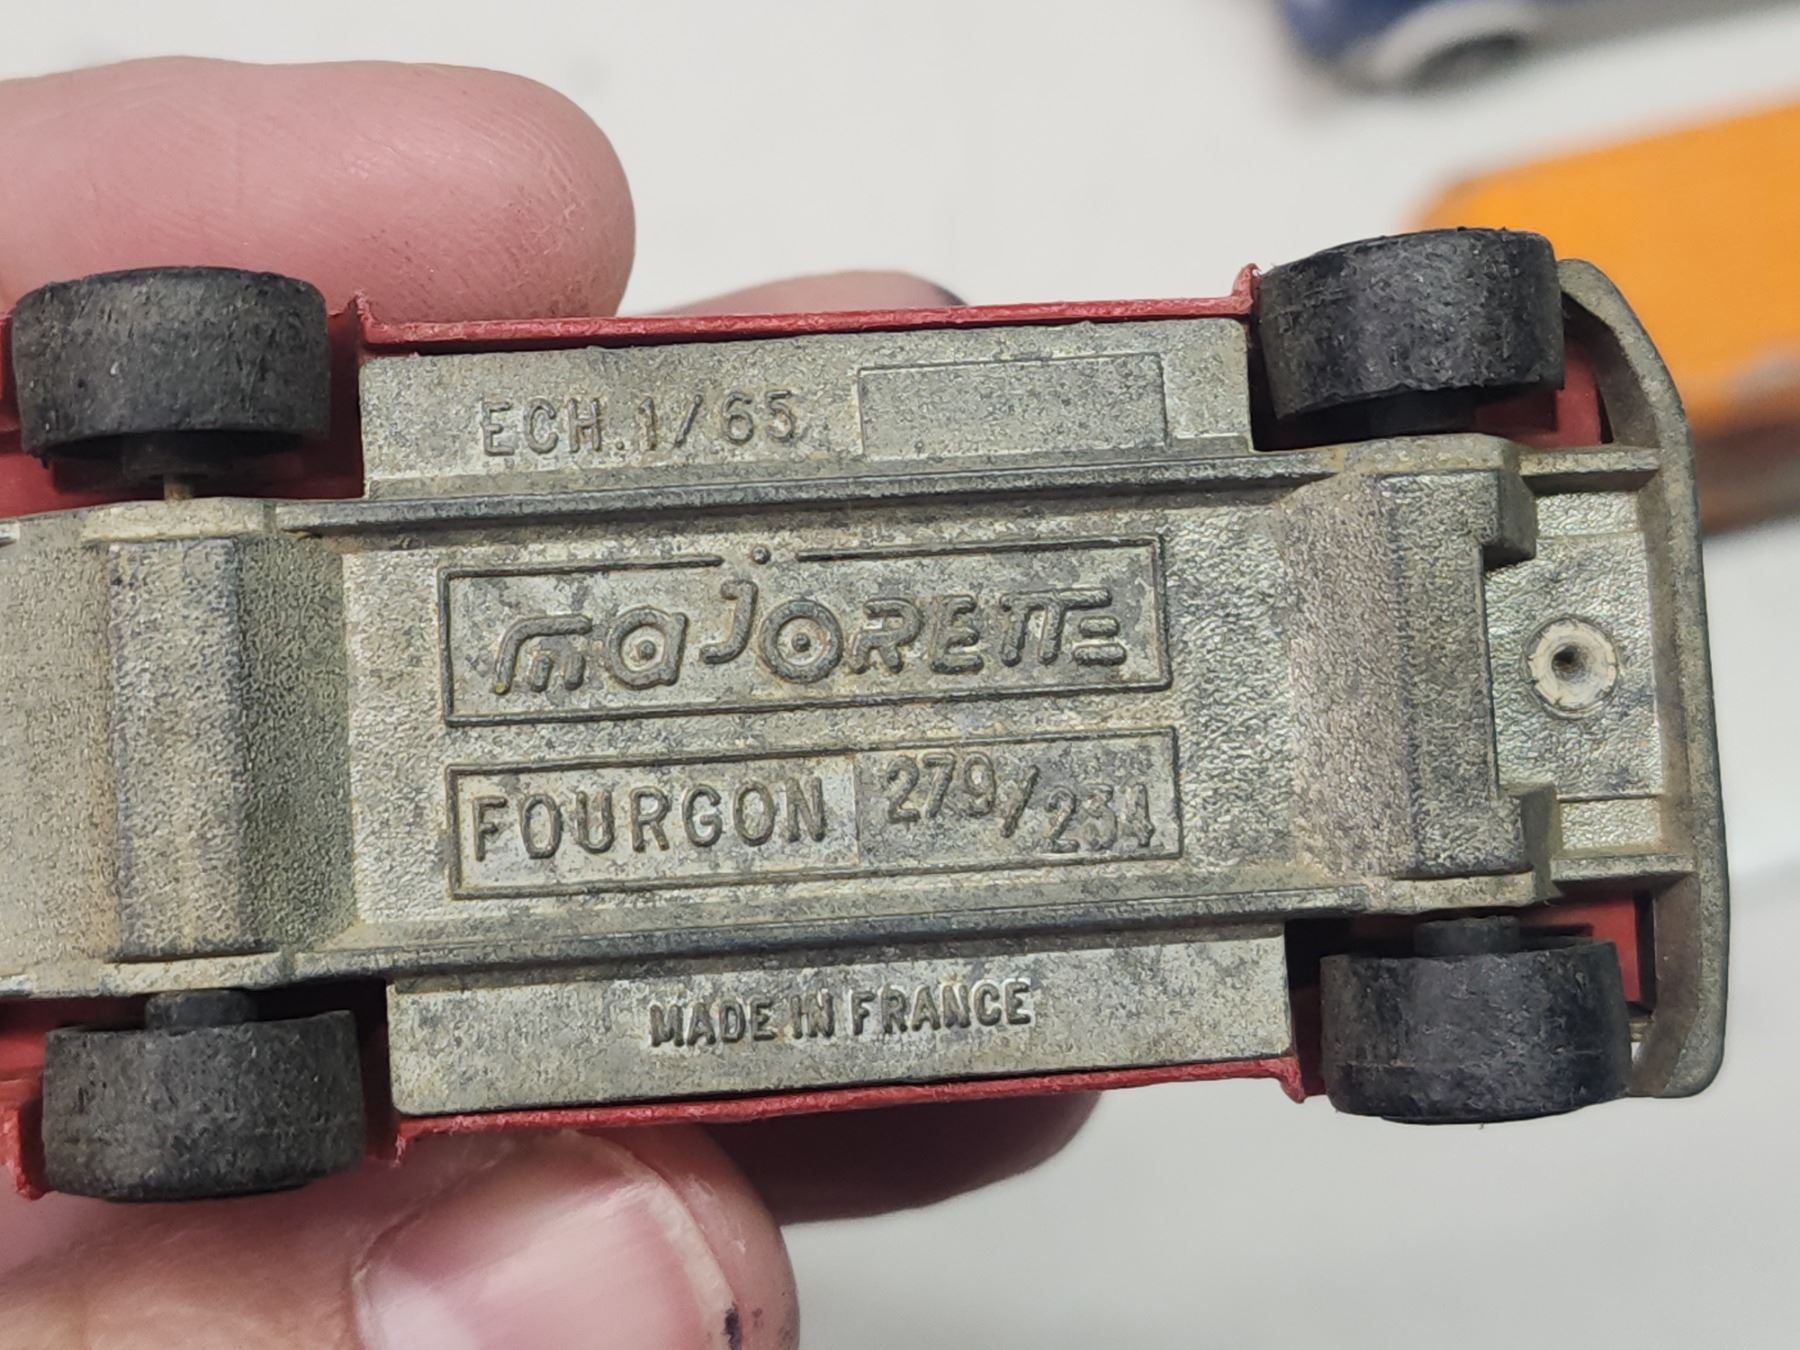 ECH.1/65
majORETTE
FOURGON 279/234
MADE IN FRANCE